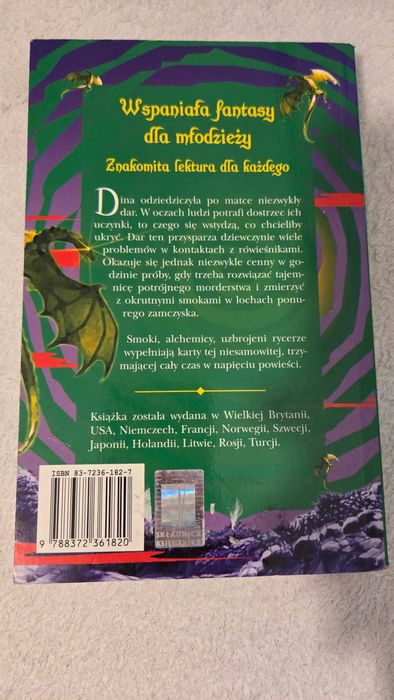 Wspaniała fantasy
dla młodzieży
Znakomita lektura dla każdego
Dina odziedziczyła po matce niezwykły
dar. W oczach ludzi potrafi dostrzec ich
uczynki, to czego się wstydzą, co chcieliby
ukryć. Dar ten przysparza dziewczynie wiele
problemów w kontaktach z rówieśnikami.
Okazuje się jednak niezwykle cenny w go-
dzinie próby, gdy trzeba rozwiązać tajem-
nicę potrójnego morderstwa i zmierzyć
z okrutnymi smokami w lochach ponu-
rego zamczyska.
Smoki, alchemicy, uzbrojeni rycerze
wypełniają karty tej niesamowitej, trzy-
mającej cały czas w napięciu powieści.
Książka została wydana w Wielkiej Brytanii,
USA, Niemczech, Francji, Norwegii, Szwecji,
Japonii, Holandii, Litwie, Rosji, Turcji.
ISBN 83-7236-182-7
9 788372 361820
SKŁADNICA
KSIĘGARSKA